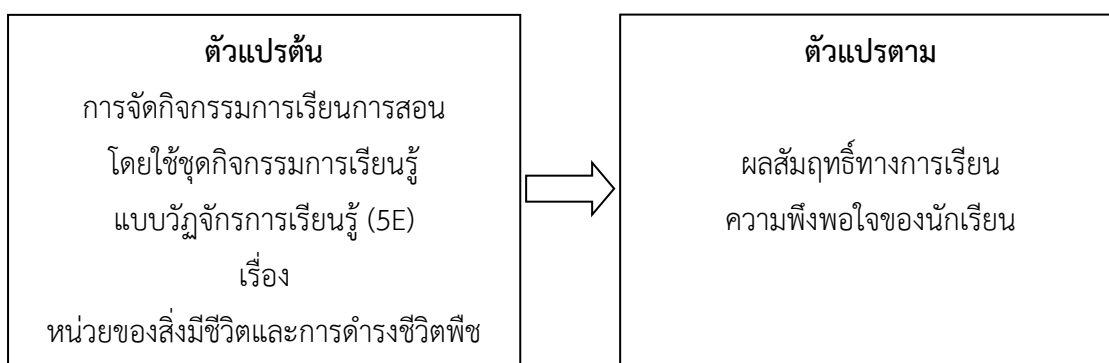 ตัวแปรต้น
การจัดกิจกรรมการเรียนการสอน
โดยใช้ชุดกิจกรรมการเรียนรู้
แบบวัฏจักรการเรียนรู้ (5E)
เรื่อง
หน่วยของสิ่งมีชีวิตและการดำรงชีวิตพืช
ตัวแปรตาม
ผลสัมฤทธิ์ทางการเรียน
ความพึงพอใจของนักเรียน